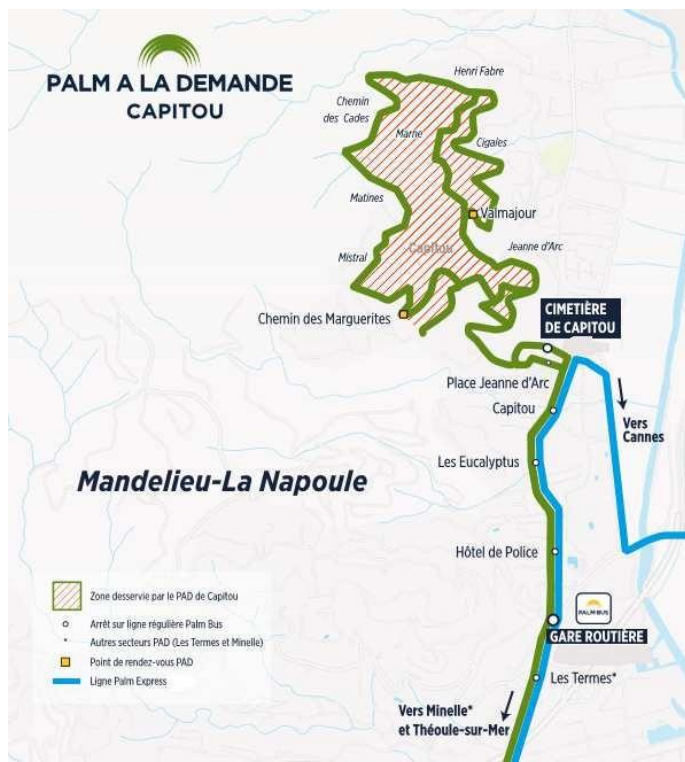 PALM A LA DEMANDE
CAPITOU
Henri Fabre
Chemin
des Cades
Marne
Cigales
Matines
Valmajour
Capitou
Jeanne d'Arc
Mistral
Chemin des Marguerites
CIMETIÈRE
DE CAPITOU
Place Jeanne d'Arc
Capitou
Vers
Cannes
Les Eucalyptus
Mandelieu-La Napoule
Hôtel de Police
Zone desservie par le PAD de Capitou
Arrêt sur ligne régulière Palm Bus
* Autres secteurs PAD (Les Termes et Minelle)
Point de rendez-vous PAD
Ligne Palm Express
PALM BUS
GARE ROUTIÈRE
Les Termes*
Vers Minelle*
et Théoule-sur-Mer